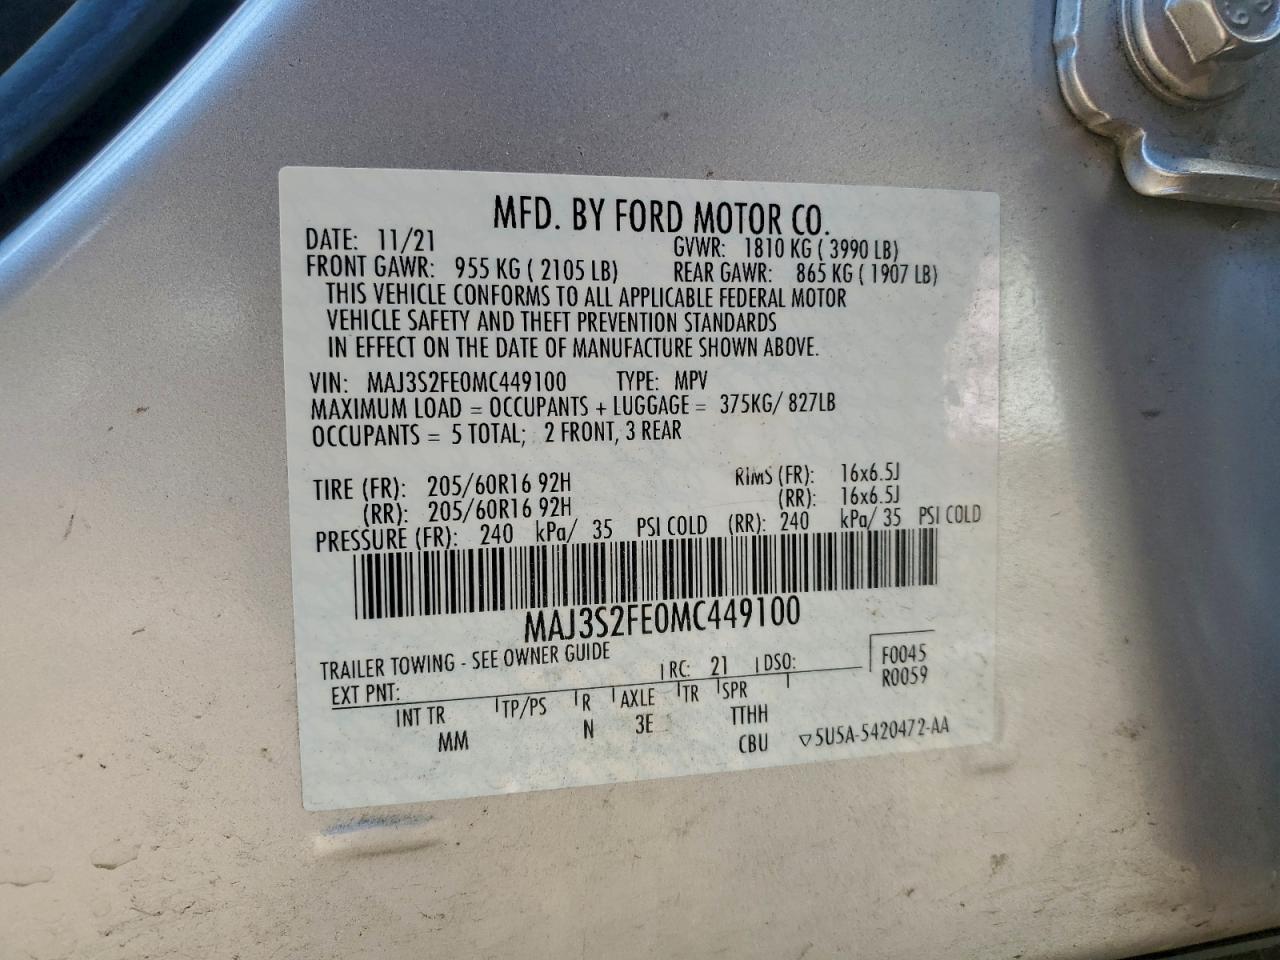 MFD. BY FORD MOTOR CO.
DATE: 11/21 GVWR: 1810 KG ( 3990 LB)
FRONT GAWR: 955 KG ( 2105 LB) REAR GAWR: 865 KG ( 1907 LB)
THIS VEHICLE CONFORMS TO ALL APPLICABLE FEDERAL MOTOR
VEHICLE SAFETY AND THEFT PREVENTION STANDARDS
IN EFFECT ON THE DATE OF MANUFACTURE SHOWN ABOVE.
VIN: MAJ3S2FE0MC449100 TYPE: MPV
MAXIMUM LOAD = OCCUPANTS + LUGGAGE = 375KG/ 827LB
OCCUPANTS = 5 TOTAL; 2 FRONT, 3 REAR
TIRE (FR): 205/60R16 92H RIMS (FR): 16x6.5J
(RR): 205/60R16 92H (RR): 16x6.5J
PRESSURE (FR): 240 kPa/ 35 PSI COLD (RR): 240 kPa/ 35 PSI COLD
MAJ3S2FE0MC449100
TRAILER TOWING - SEE OWNER GUIDE
EXT PNT: RC: 21 DSO: F0045
R0059
INT TR TP/PS R AXLE TR SPR
MM N 3E TTHH
CBU ▽5U5A-5420472-AA